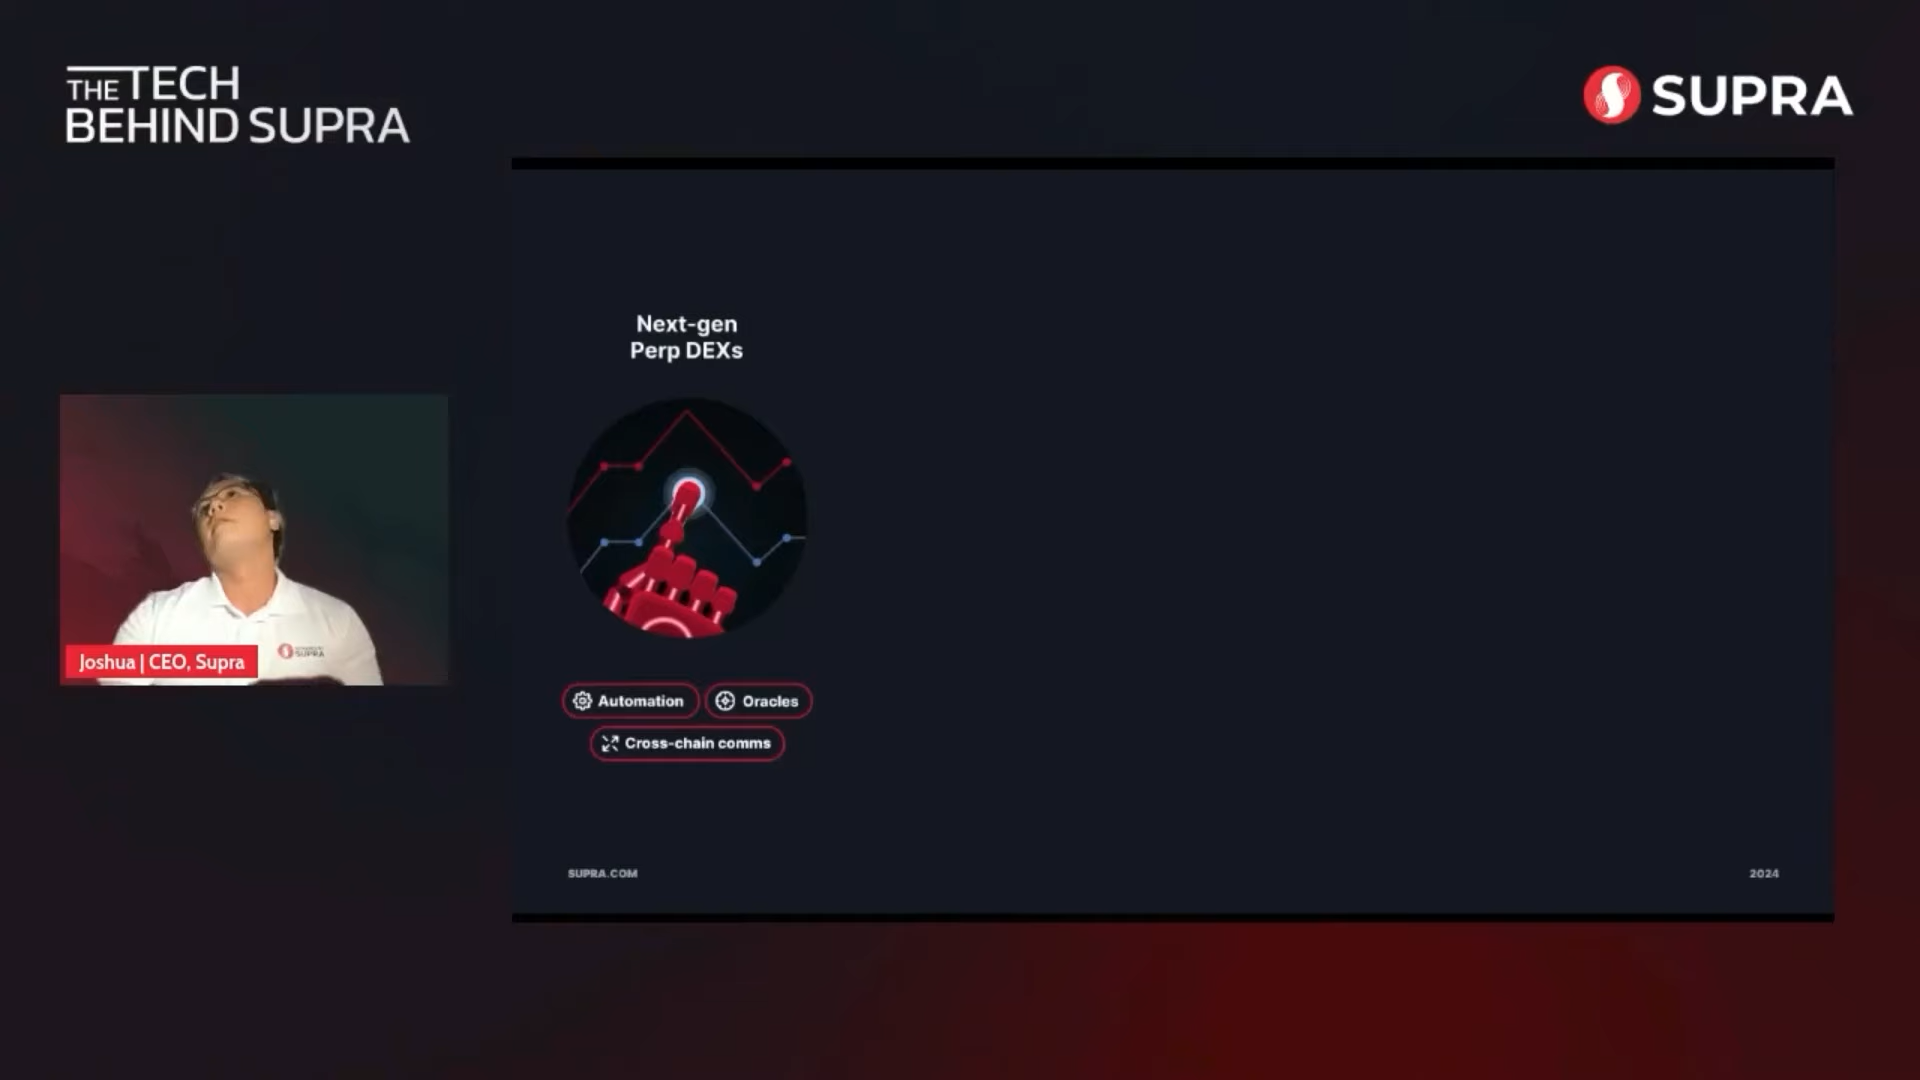 THE TECH
BEHIND SUPRA
SUPRA
Next-gen
Perp DEXs
Joshua | CEO, Supra
SUPRA
Automation
Oracles
Cross-chain comms
SUPRA.COM
2024